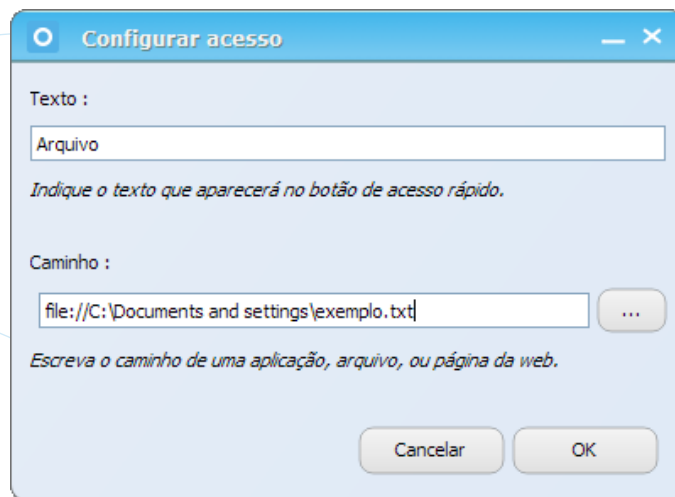 Configurar acesso
Texto :
Arquivo
Indique o texto que aparecerá no botão de acesso rápido.
Caminho :
file://C:\Documents and settings\exemplo.txt
...
Escreva o caminho de uma aplicação, arquivo, ou página da web.
Cancelar OK